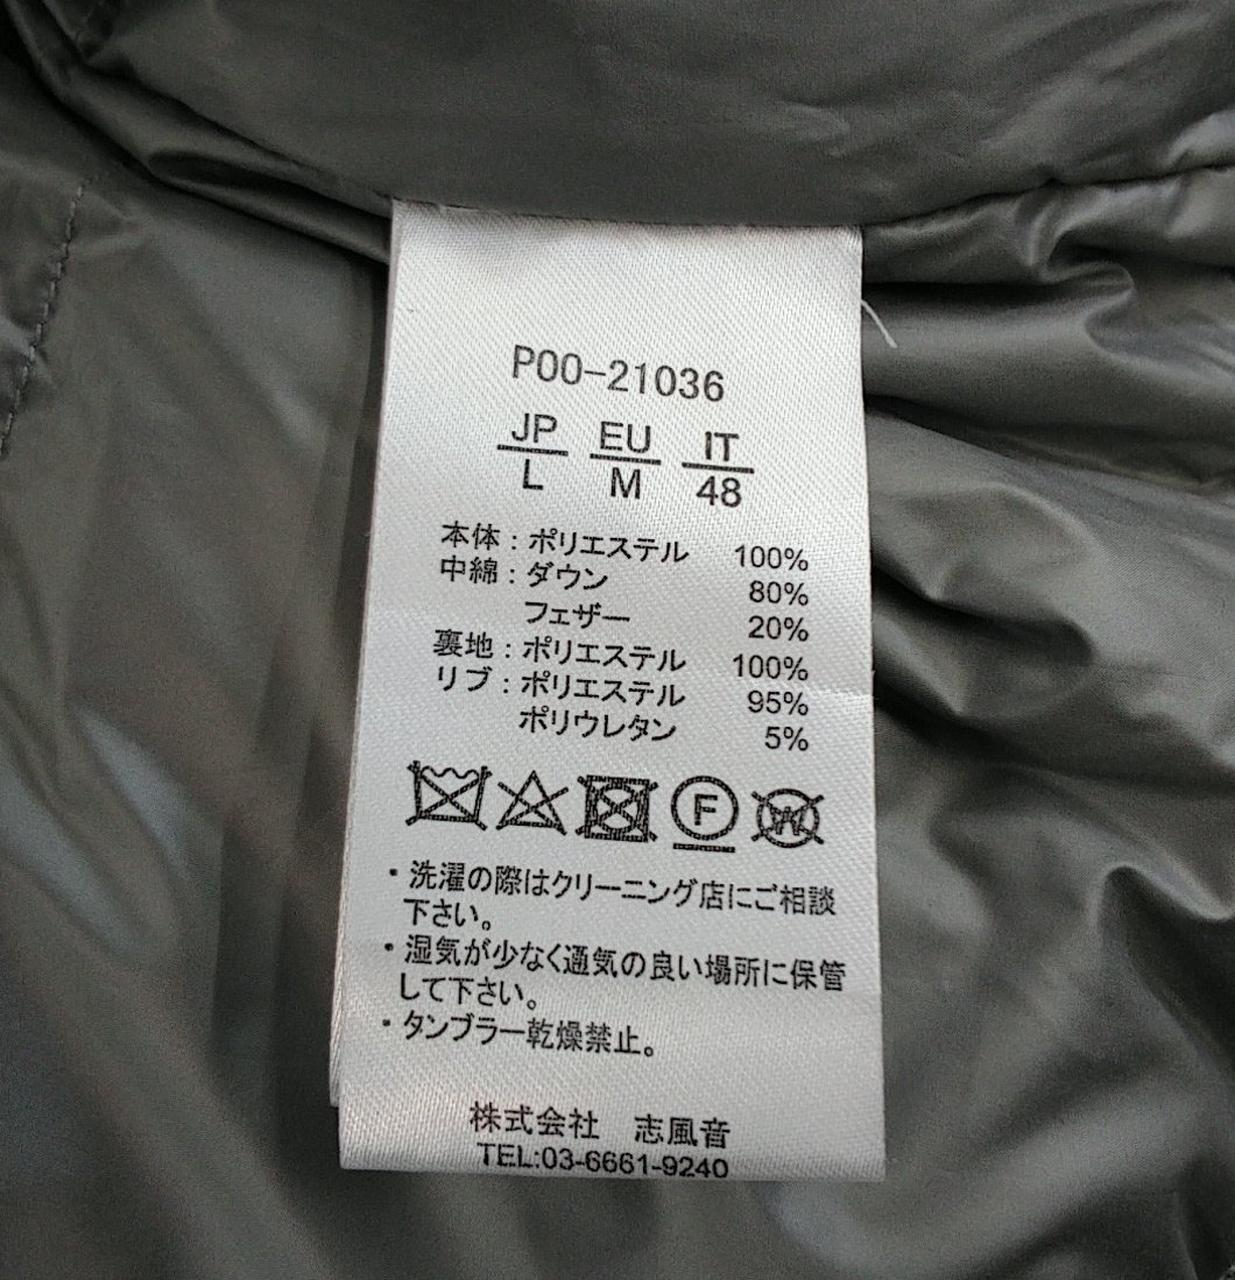 P00-21036
JP EU IT
L M 48
本体：ポリエステル 100%
中綿：ダウン 80%
フェザー 20%
裏地：ポリエステル 100%
リブ：ポリエステル 95%
ポリウレタン 5%
F W
・洗濯の際はクリーニング店にご相談
下さい。
・湿気が少なく通気の良い場所に保管
して下さい。
・タンブラー乾燥禁止。
株式会社 志風音
TEL:03-6661-9240